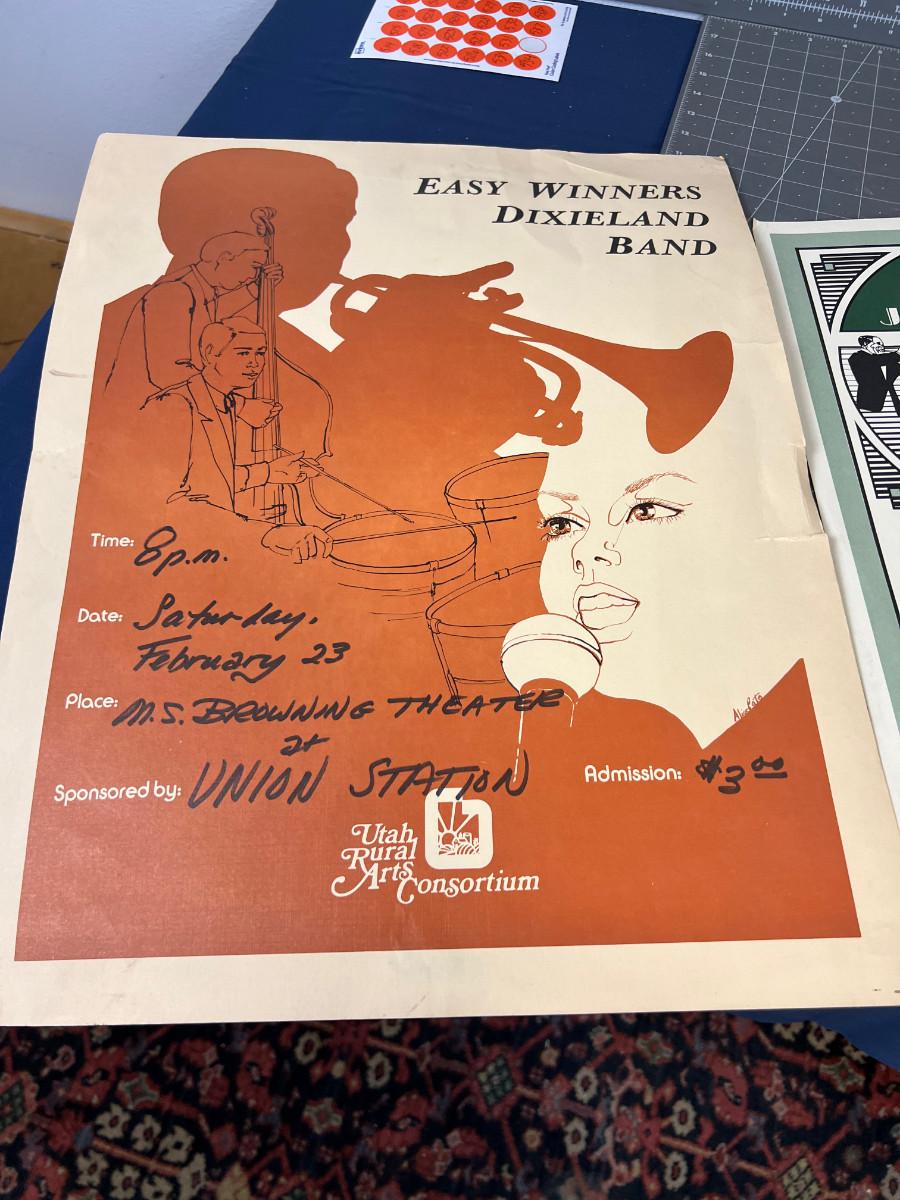 EASY WINNERS
DIXIELAND
BAND
Time: 8 p.m.
Date: Saturday,
February 23
Place: M.S. BROWNING THEATER
at
Sponsored by: UNION STATION
Admission: $3.00
Utah
Rural
Arts
Consortium